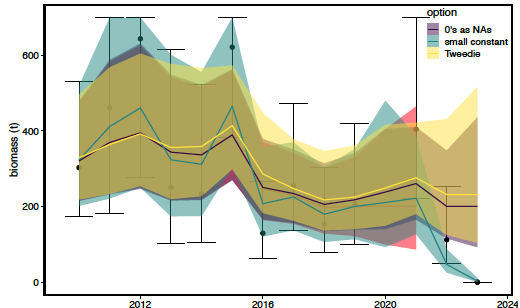 option
0's as NAs
small constant
Tweedie
biomass (t)
600
400
200
0
2012
2016
2020
2024